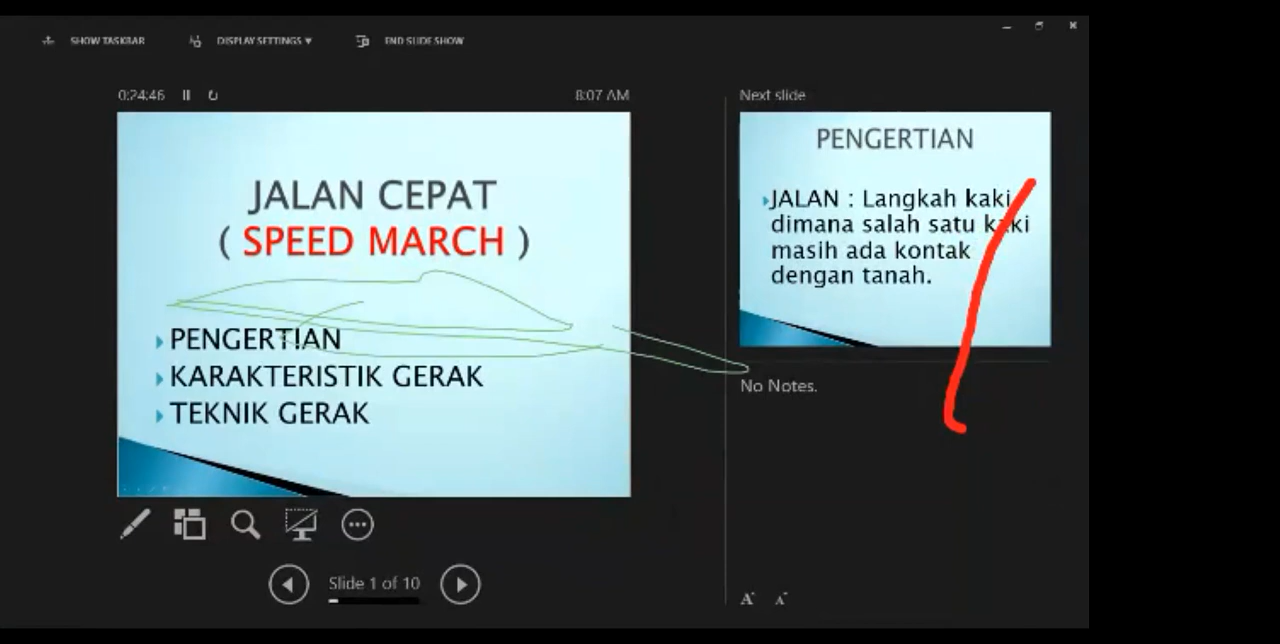 SHOW TASKBAR
DISPLAY SETTINGS ▾
END SLIDE SHOW
0:24:46
8:07 AM
JALAN CEPAT
( SPEED MARCH )
PENGERTIAN
KARAKTERISTIK GERAK
TEKNIK GERAK
Slide 1 of 10
Next slide
PENGERTIAN
JALAN : Langkah kaki
dimana salah satu kaki
masih ada kontak
dengan tanah.
No Notes.
A A